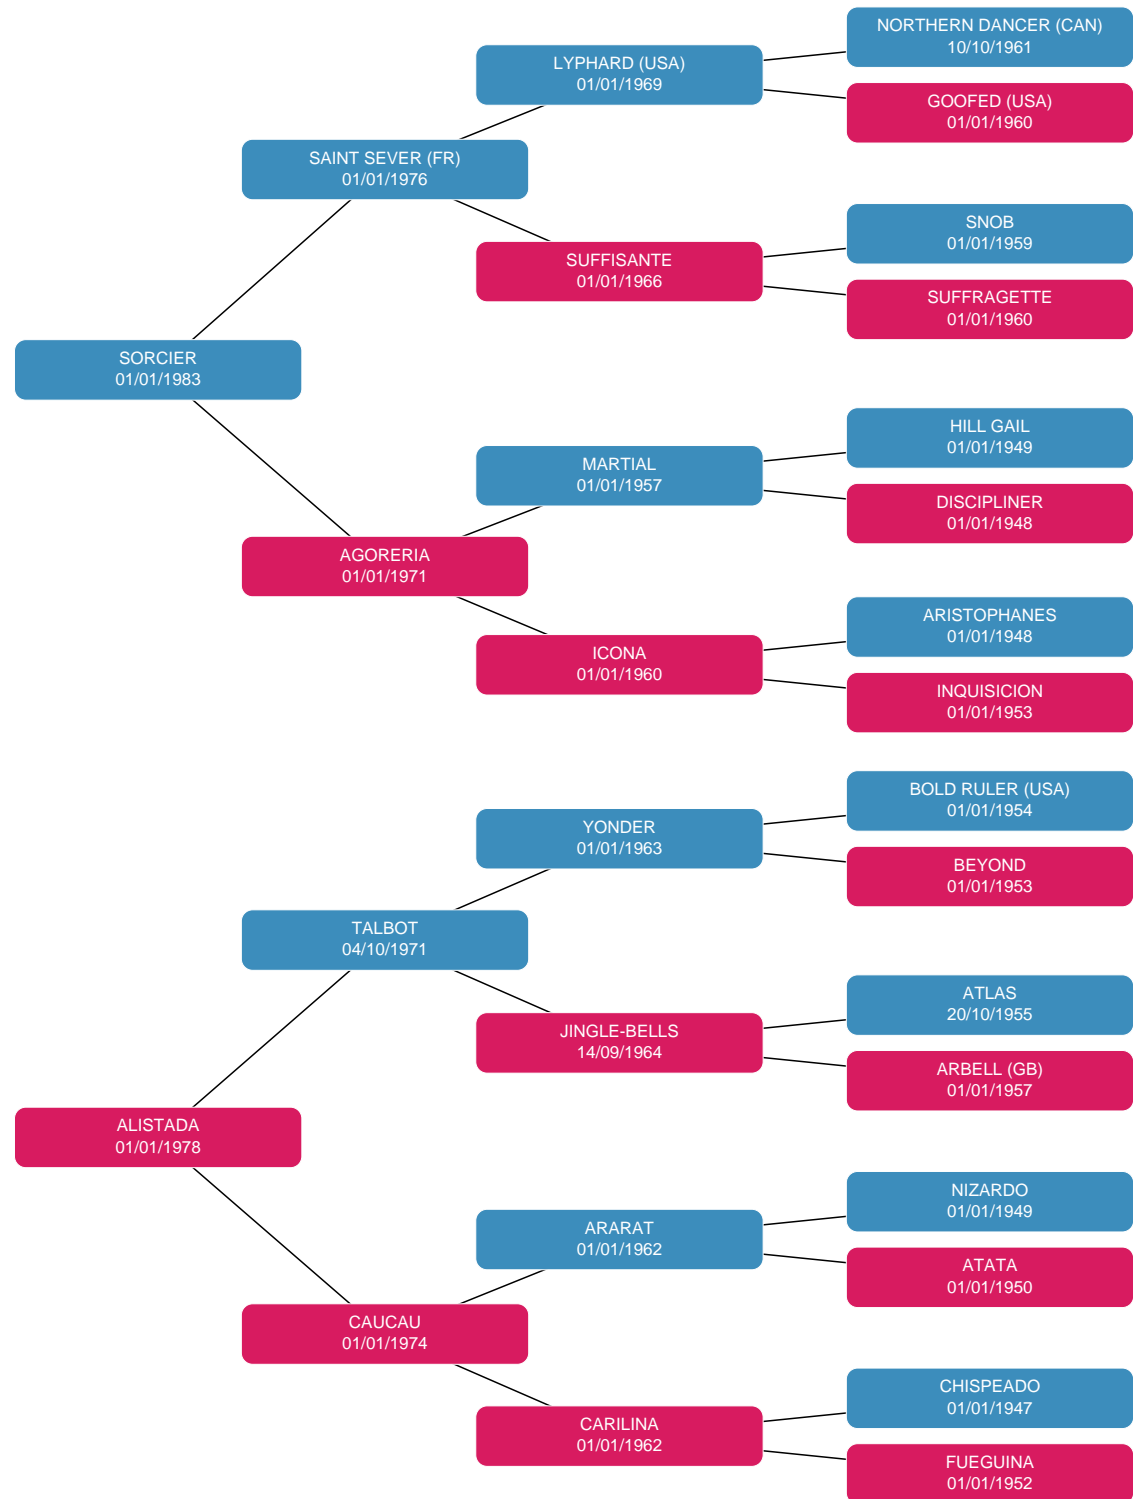 NORTHERN DANCER (CAN)
10/10/1961
LYPHARD (USA)
01/01/1969
GOOFED (USA)
01/01/1960
SAINT SEVER (FR)
01/01/1976
SNOB
01/01/1959
SUFFISANTE
01/01/1966
SUFFRAGETTE
01/01/1960
SORCIER
01/01/1983
HILL GAIL
01/01/1949
MARTIAL
01/01/1957
DISCIPLINER
01/01/1948
AGORERIA
01/01/1971
ARISTOPHANES
01/01/1948
ICONA
01/01/1960
INQUISICION
01/01/1953
BOLD RULER (USA)
01/01/1954
YONDER
01/01/1963
BEYOND
01/01/1953
TALBOT
04/10/1971
ATLAS
20/10/1955
JINGLE-BELLS
14/09/1964
ARBELL (GB)
01/01/1957
ALISTADA
01/01/1978
NIZARDO
01/01/1949
ARARAT
01/01/1962
ATATA
01/01/1950
CAUCAU
01/01/1974
CHISPEADO
01/01/1947
CARILINA
01/01/1962
FUEGUINA
01/01/1952